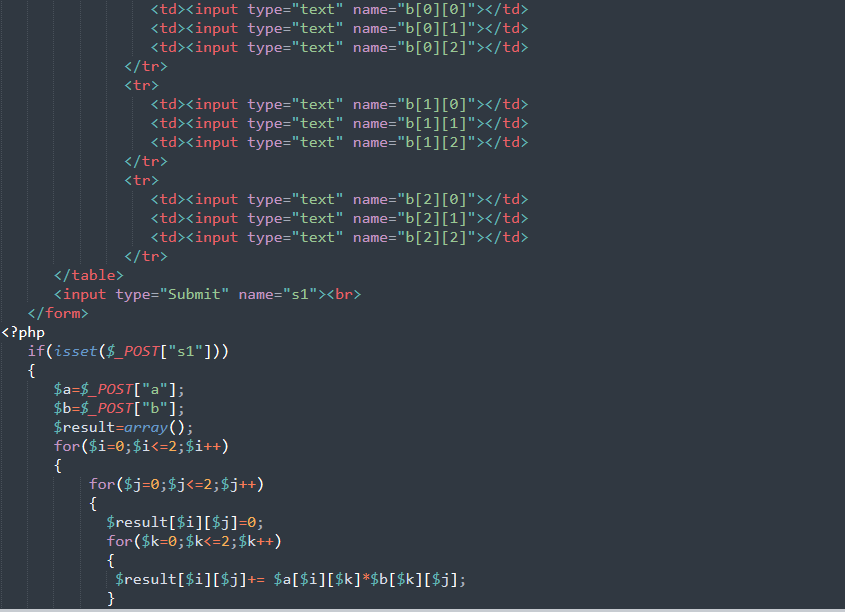 <td><input type="text" name="b[0][0]"></td>
<td><input type="text" name="b[0][1]"></td>
<td><input type="text" name="b[0][2]"></td>
</tr>
<tr>
<td><input type="text" name="b[1][0]"></td>
<td><input type="text" name="b[1][1]"></td>
<td><input type="text" name="b[1][2]"></td>
</tr>
<tr>
<td><input type="text" name="b[2][0]"></td>
<td><input type="text" name="b[2][1]"></td>
<td><input type="text" name="b[2][2]"></td>
</tr>
</table>
<input type="Submit" name="s1"><br>
</form>
<?php
if(isset($_POST["s1"]))
{
$a=$_POST["a"];
$b=$_POST["b"];
$result=array();
for($i=0;$i<=2;$i++)
{
for($j=0;$j<=2;$j++)
{
$result[$i][$j]=0;
for($k=0;$k<=2;$k++)
{
$result[$i][$j]+= $a[$i][$k]*$b[$k][$j];
}